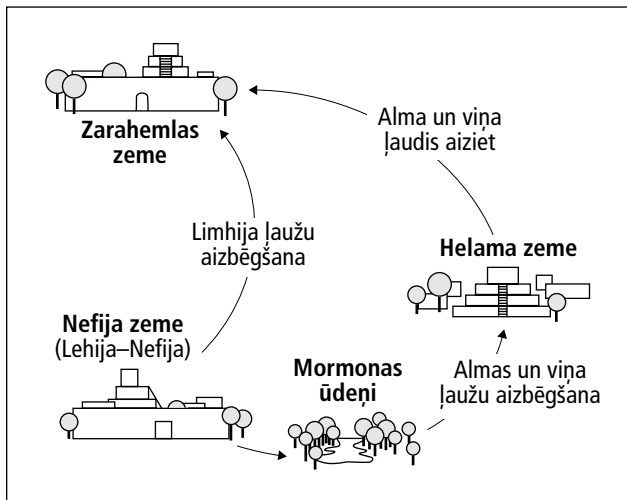 Zarahemlas
zeme
Alma un viņa
ļaudis aiziet
Limhija ļaužu
aizbēgšana
Helama zeme
Nefija zeme
(Lehija–Nefija)
Mormonas
ūdeņi
Almas un viņa
ļaužu aizbēgšana